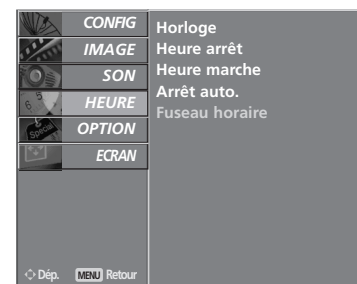 CONFIG
IMAGE
SON
HEURE
OPTION
ECRAN
Horloge
Heure arrêt
Heure marche
Arrêt auto.
Fuseau horaire
Dép. MENU Retour